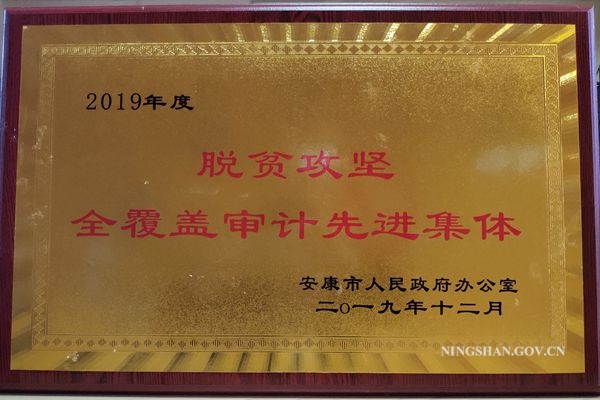 2019年度
脱贫攻坚
全覆盖审计先进集体
安康市人民政府办公室
二o一九年十二月
NINGSHAN.GOV.CN